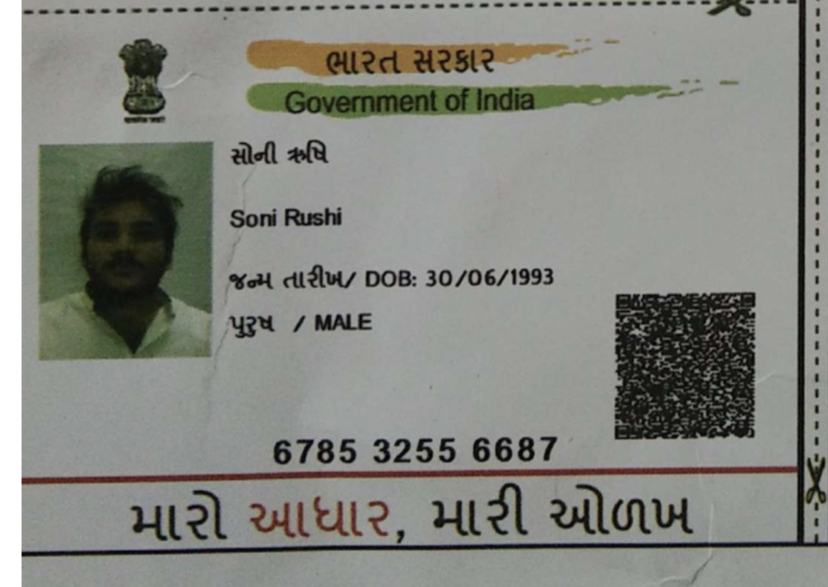 ભારત સરકાર
Government of India
સોની ઋષિ
Soni Rushi
જન્મ તારીખ/ DOB: 30/06/1993
પુરુષ / MALE
6785 3255 6687
મારો આધાર, મારી ઓળખ